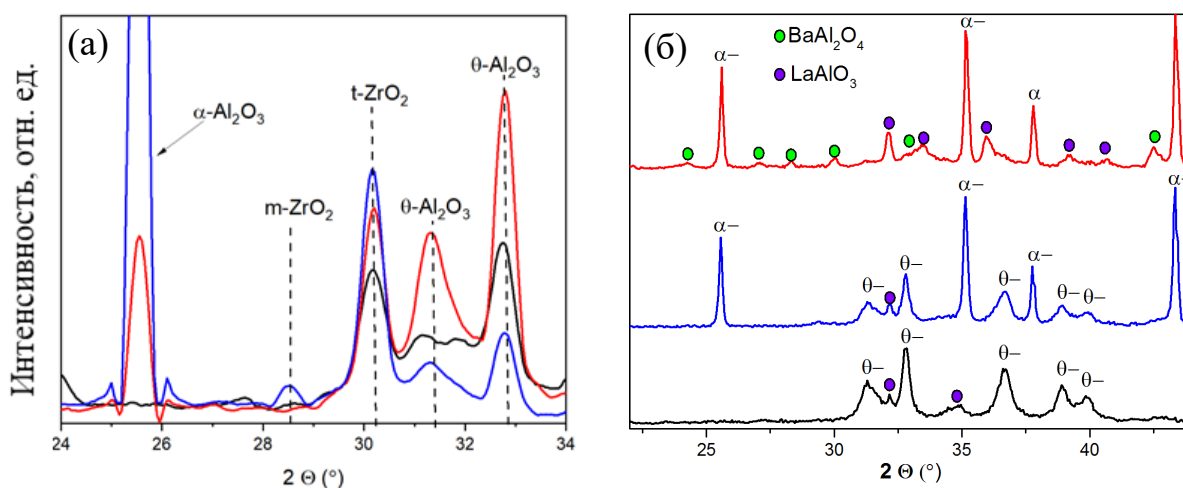 (а)
α-Al₂O₃
m-ZrO₂
t-ZrO₂
θ-Al₂O₃
θ-Al₂O₃
Интенсивность, отн. ед.
24 26 28 30 32 34
2 Θ (°)
(б)
BaAl₂O₄
LaAlO₃
α− α− α α−
α− θ− θ− α− θ− α− θ− θ−
θ− θ− θ− θ− θ−
25 30 35 40
2 Θ (°)